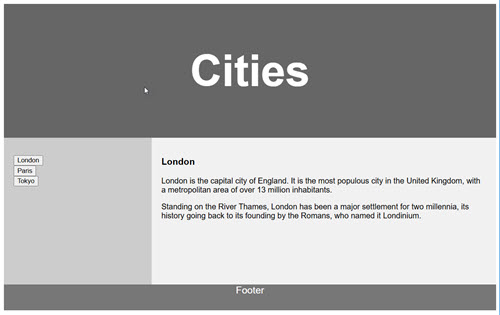 Cities
London
Paris
Tokyo
London
London is the capital city of England. It is the most populous city in the United Kingdom, with
a metropolitan area of over 13 million inhabitants.
Standing on the River Thames, London has been a major settlement for two millennia, its
history going back to its founding by the Romans, who named it Londinium.
Footer